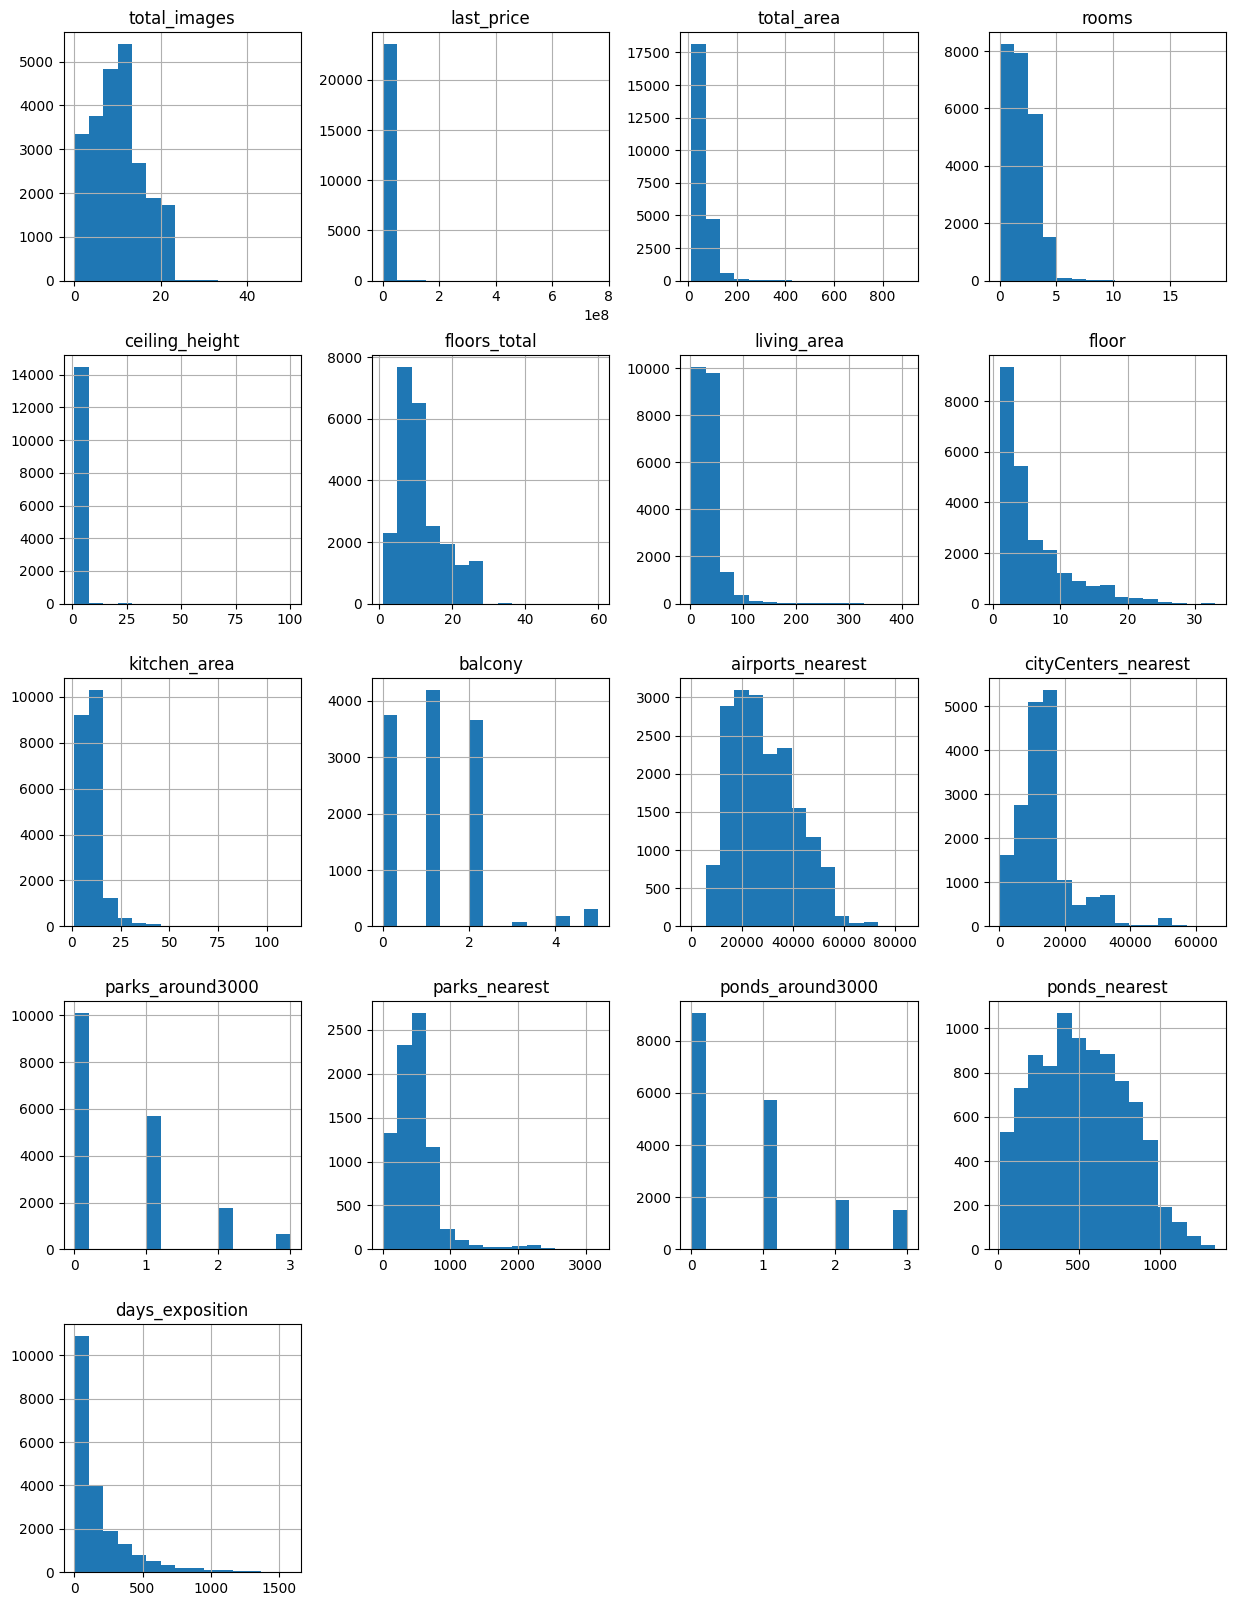 total_images last_price total_area rooms
5000 4000 3000 2000 1000 0
0 20 40
20000 15000 10000 5000 0
0 2 4 6 8
1e8
17500 15000 12500 10000 7500 5000 2500 0
0 200 400 600 800
8000 6000 4000 2000 0
0 5 10 15
ceiling_height floors_total living_area floor
14000 12000 10000 8000 6000 4000 2000 0
0 25 50 75 100
8000 6000 4000 2000 0
0 20 40 60
10000 8000 6000 4000 2000 0
0 100 200 300 400
8000 6000 4000 2000 0
0 10 20 30
kitchen_area balcony airports_nearest cityCenters_nearest
10000 8000 6000 4000 2000 0
0 25 50 75 100
4000 3000 2000 1000 0
0 2 4
3000 2500 2000 1500 1000 500 0
0 20000 40000 60000 80000
5000 4000 3000 2000 1000 0
0 20000 40000 60000
parks_around3000 parks_nearest ponds_around3000 ponds_nearest
10000 8000 6000 4000 2000 0
0 1 2 3
2500 2000 1500 1000 500 0
0 1000 2000 3000
8000 6000 4000 2000 0
0 1 2 3
1000 800 600 400 200 0
0 500 1000
days_exposition
10000 8000 6000 4000 2000 0
0 500 1000 1500